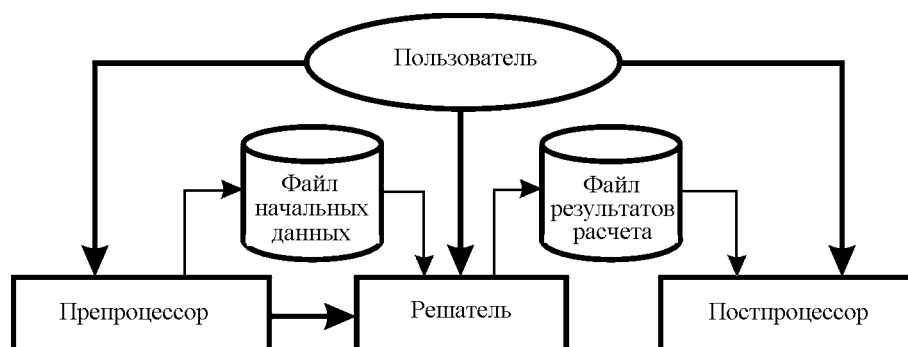 Пользователь
Файл
начальных
данных
Файл
результатов
расчета
Препроцессор
Решатель
Постпроцессор